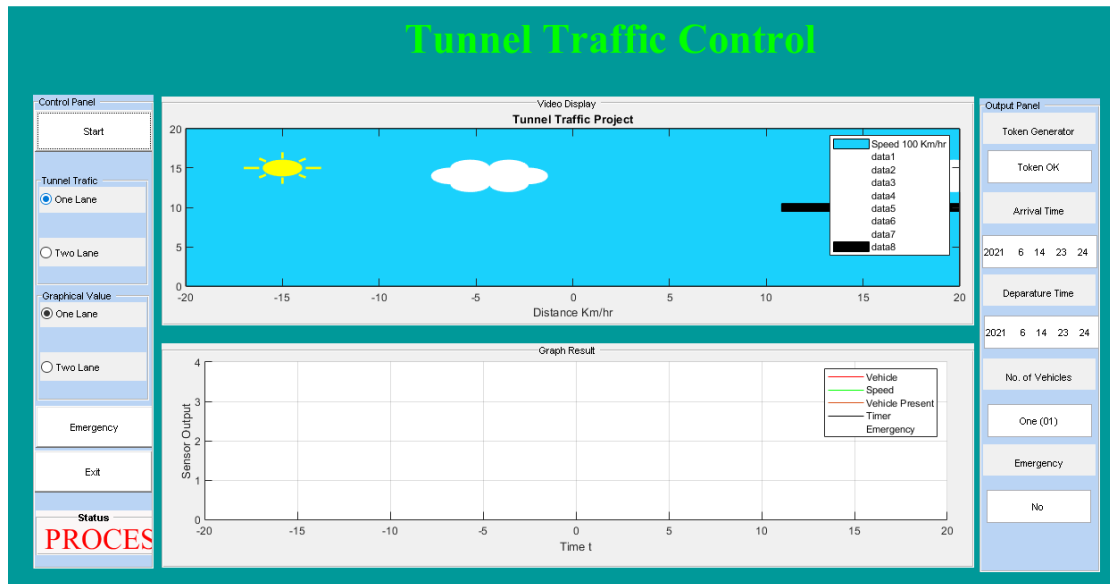 Tunnel Traffic Control
Control Panel
Start
Tunnel Trafic
One Lane
Two Lane
Graphical Value
One Lane
Two Lane
Emergency
Exit
Status
PROCES
Video Display
Tunnel Traffic Project
20
15
10
5
0
-20
-15
-10
-5
0
5
10
15
20
Distance Km/hr
Speed 100 Km/hr
data1
data2
data3
data4
data5
data6
data7
data8
Graph Result
4
3
2
1
0
Sensor Output
-20
-15
-10
-5
0
5
10
15
20
Time t
Vehicle
Speed
Vehicle Present
Timer
Emergency
Output Panel
Token Generator
Token OK
Arrival Time
2021 6 14 23 24
Deparature Time
2021 6 14 23 24
No. of Vehicles
One (01)
Emergency
No